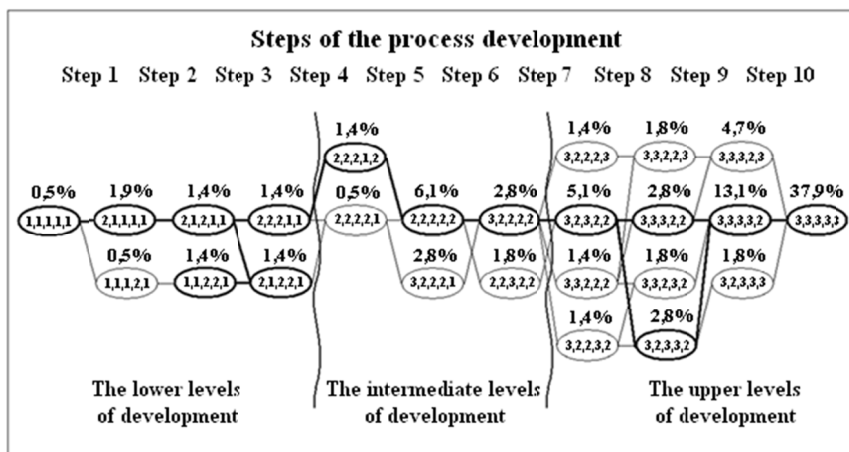 Steps of the process development
Step 1 Step 2 Step 3 Step 4 Step 5 Step 6 Step 7 Step 8 Step 9 Step 10
1,4% 1,4% 1,8% 4,7%
2,2,2,1,2 3,2,2,2,3 3,3,2,2,3 3,3,3,2,3
0,5% 1,9% 1,4% 1,4% 0,5% 6,1% 2,8% 5,1% 2,8% 13,1% 37,9%
1,1,1,1,1 2,1,1,1,1 2,1,2,1,1 2,2,2,1,1 2,2,2,2,1 2,2,2,2,2 3,2,2,2,2 3,2,3,2,2 3,3,3,2,2 3,3,3,3,2 3,3,3,3,3
0,5% 1,4% 1,4% 2,8% 1,8% 1,4% 1,8% 1,8%
1,1,1,2,1 1,1,2,2,1 2,1,2,2,1 3,2,2,2,1 2,2,3,2,2 3,3,2,2,2 3,3,2,3,2 3,2,3,3,3
1,4% 2,8%
3,2,2,3,2 3,2,3,3,2
The lower levels
of development
The intermediate levels
of development
The upper levels
of development